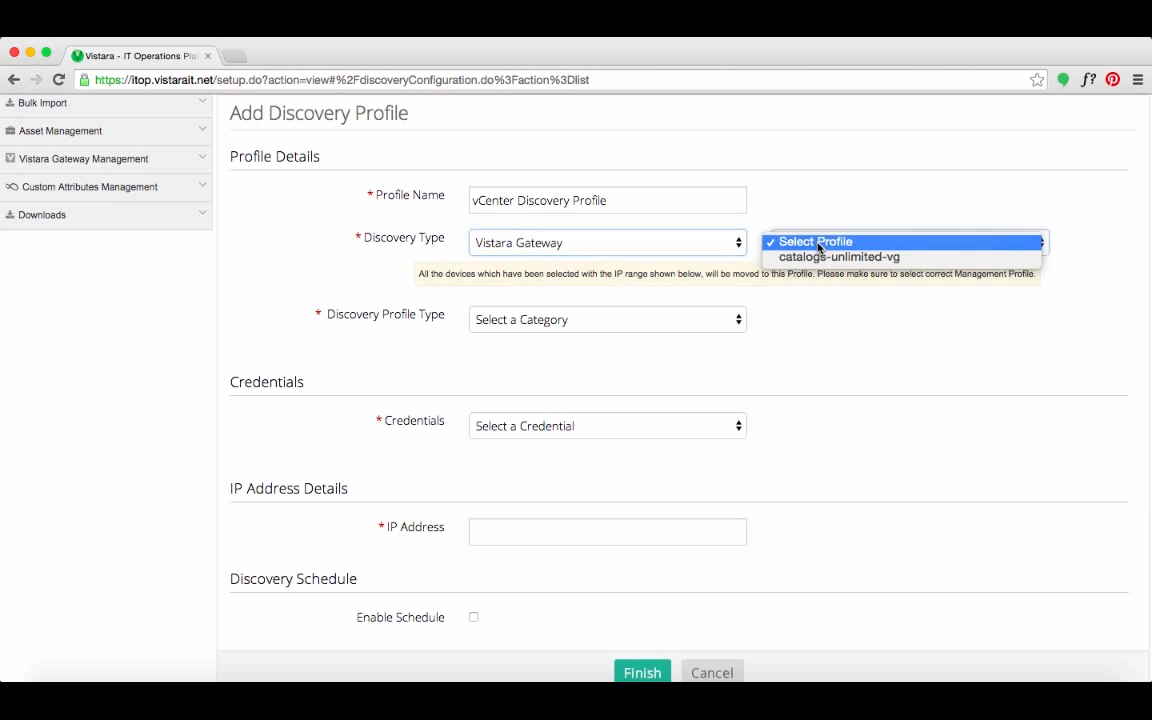 Vistara - IT Operations Pla
https://itop.vistarait.net/setup.do?action=view#%2FdiscoveryConfiguration.do%3Faction%3Dlist
f?
Bulk Import
Asset Management
Vistara Gateway Management
Custom Attributes Management
Downloads
Add Discovery Profile
Profile Details
* Profile Name
vCenter Discovery Profile
* Discovery Type
Vistara Gateway
✓ Select Profile
catalogs-unlimited-vg
All the devices which have been selected with the IP range shown below, will be moved to this Profile. Please make sure to select correct Management Profile.
* Discovery Profile Type
Select a Category
Credentials
* Credentials
Select a Credential
IP Address Details
* IP Address
Discovery Schedule
Enable Schedule
Finish
Cancel